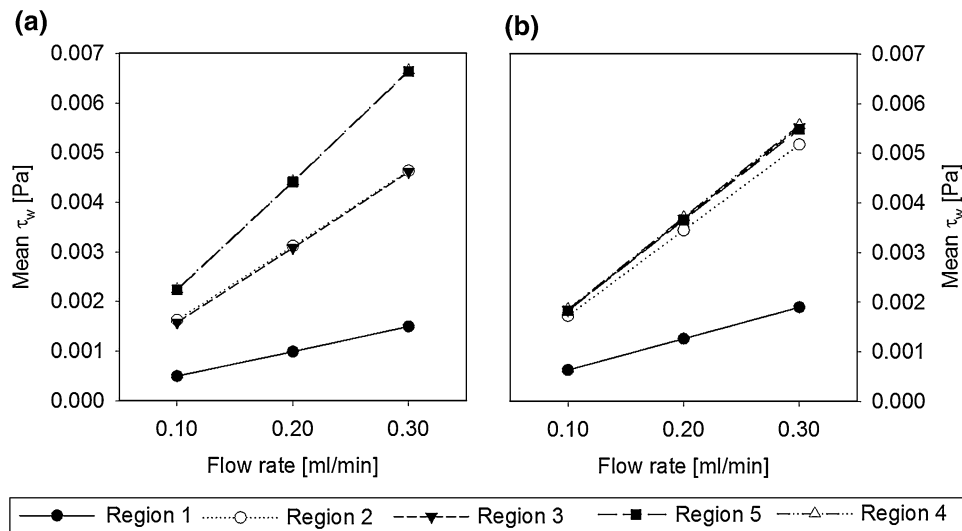 (a)
(b)
0.007
0.006
0.005
0.004
0.003
0.002
0.001
0.000
Mean τw [Pa]
0.10 0.20 0.30
Flow rate [ml/min]
0.007
0.006
0.005
0.004
0.003
0.002
0.001
0.000
Mean τw [Pa]
0.10 0.20 0.30
Flow rate [ml/min]
Region 1 Region 2 Region 3 Region 5 Region 4